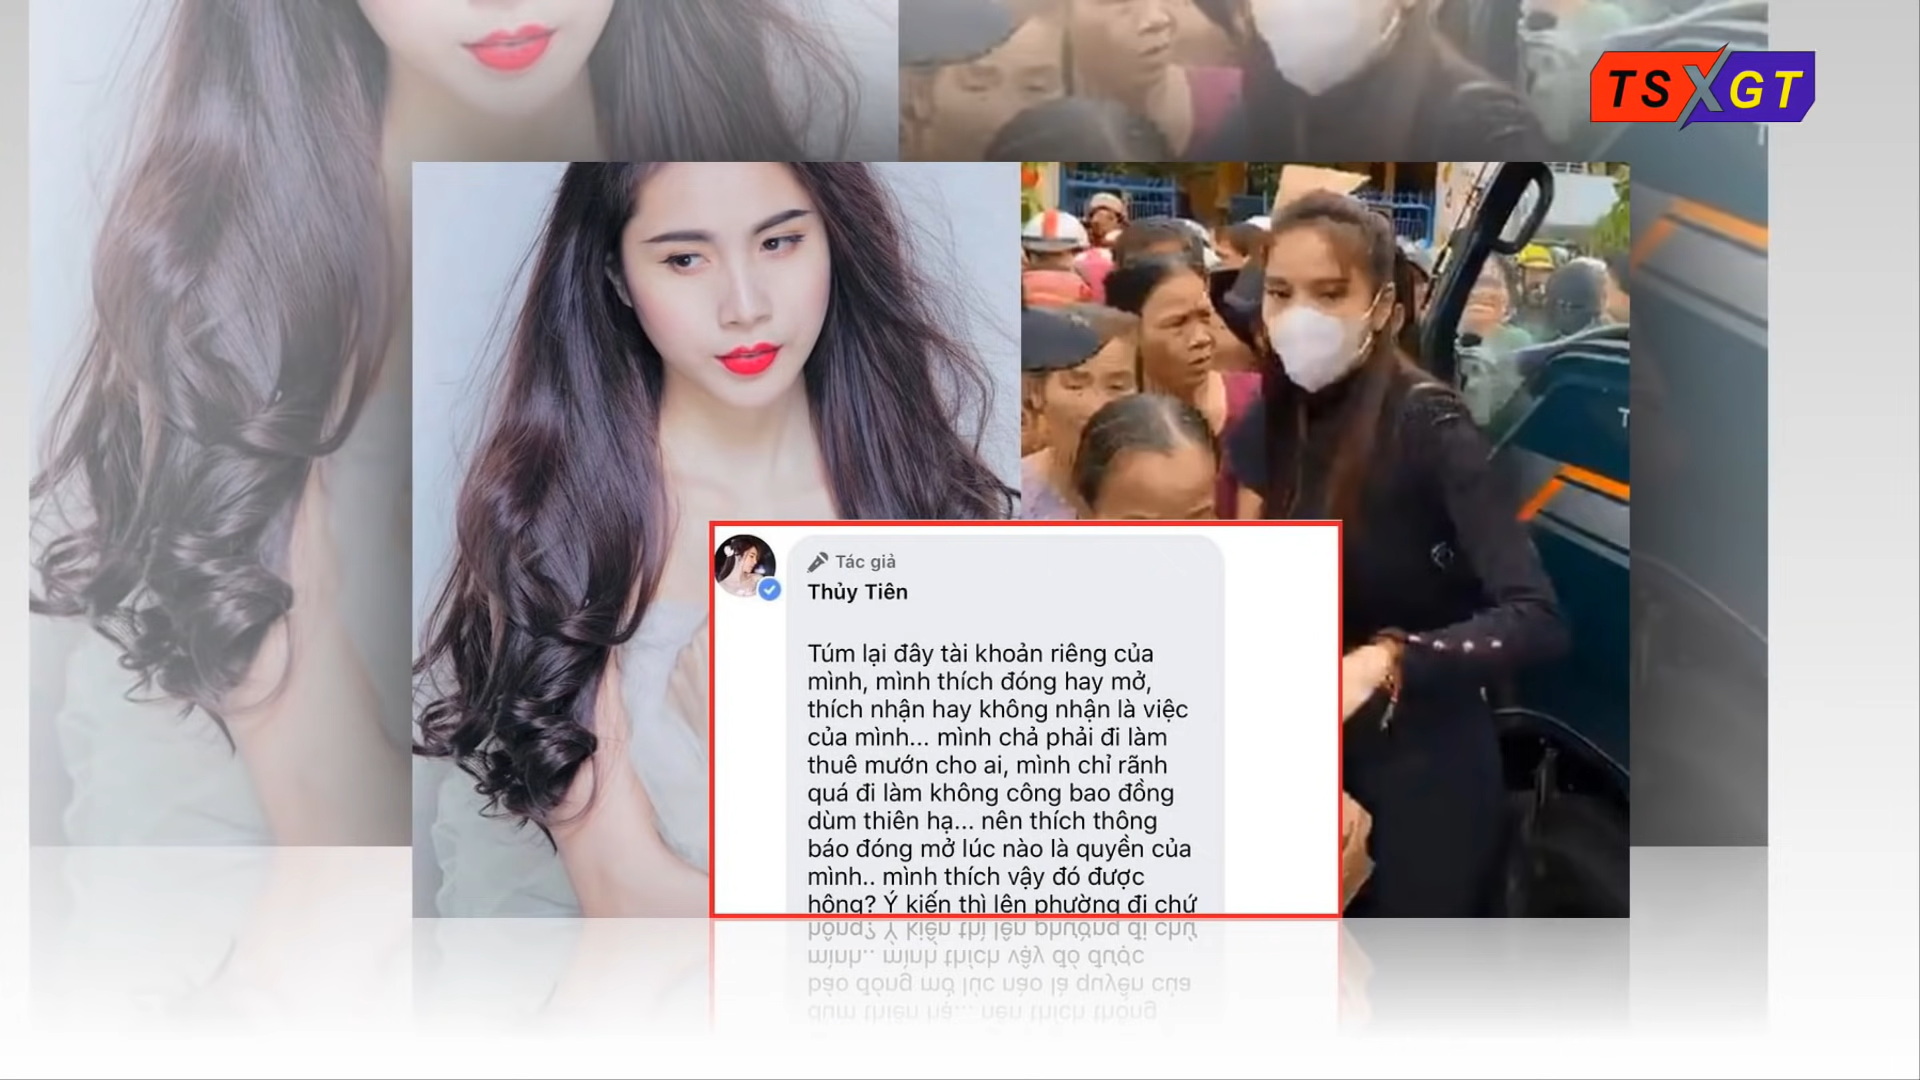 TSXGT
Tác giả
Thủy Tiên
Túm lại đây tài khoản riêng của
mình, mình thích đóng hay mở,
thích nhận hay không nhận là việc
của mình... mình chả phải đi làm
thuê mướn cho ai, mình chỉ rãnh
quá đi làm không công bao đồng
dùm thiên hạ... nên thích thông
báo đóng mở lúc nào là quyền của
mình.. mình thích vậy đó được
hông? Ý kiến thì lên phường đi chứ